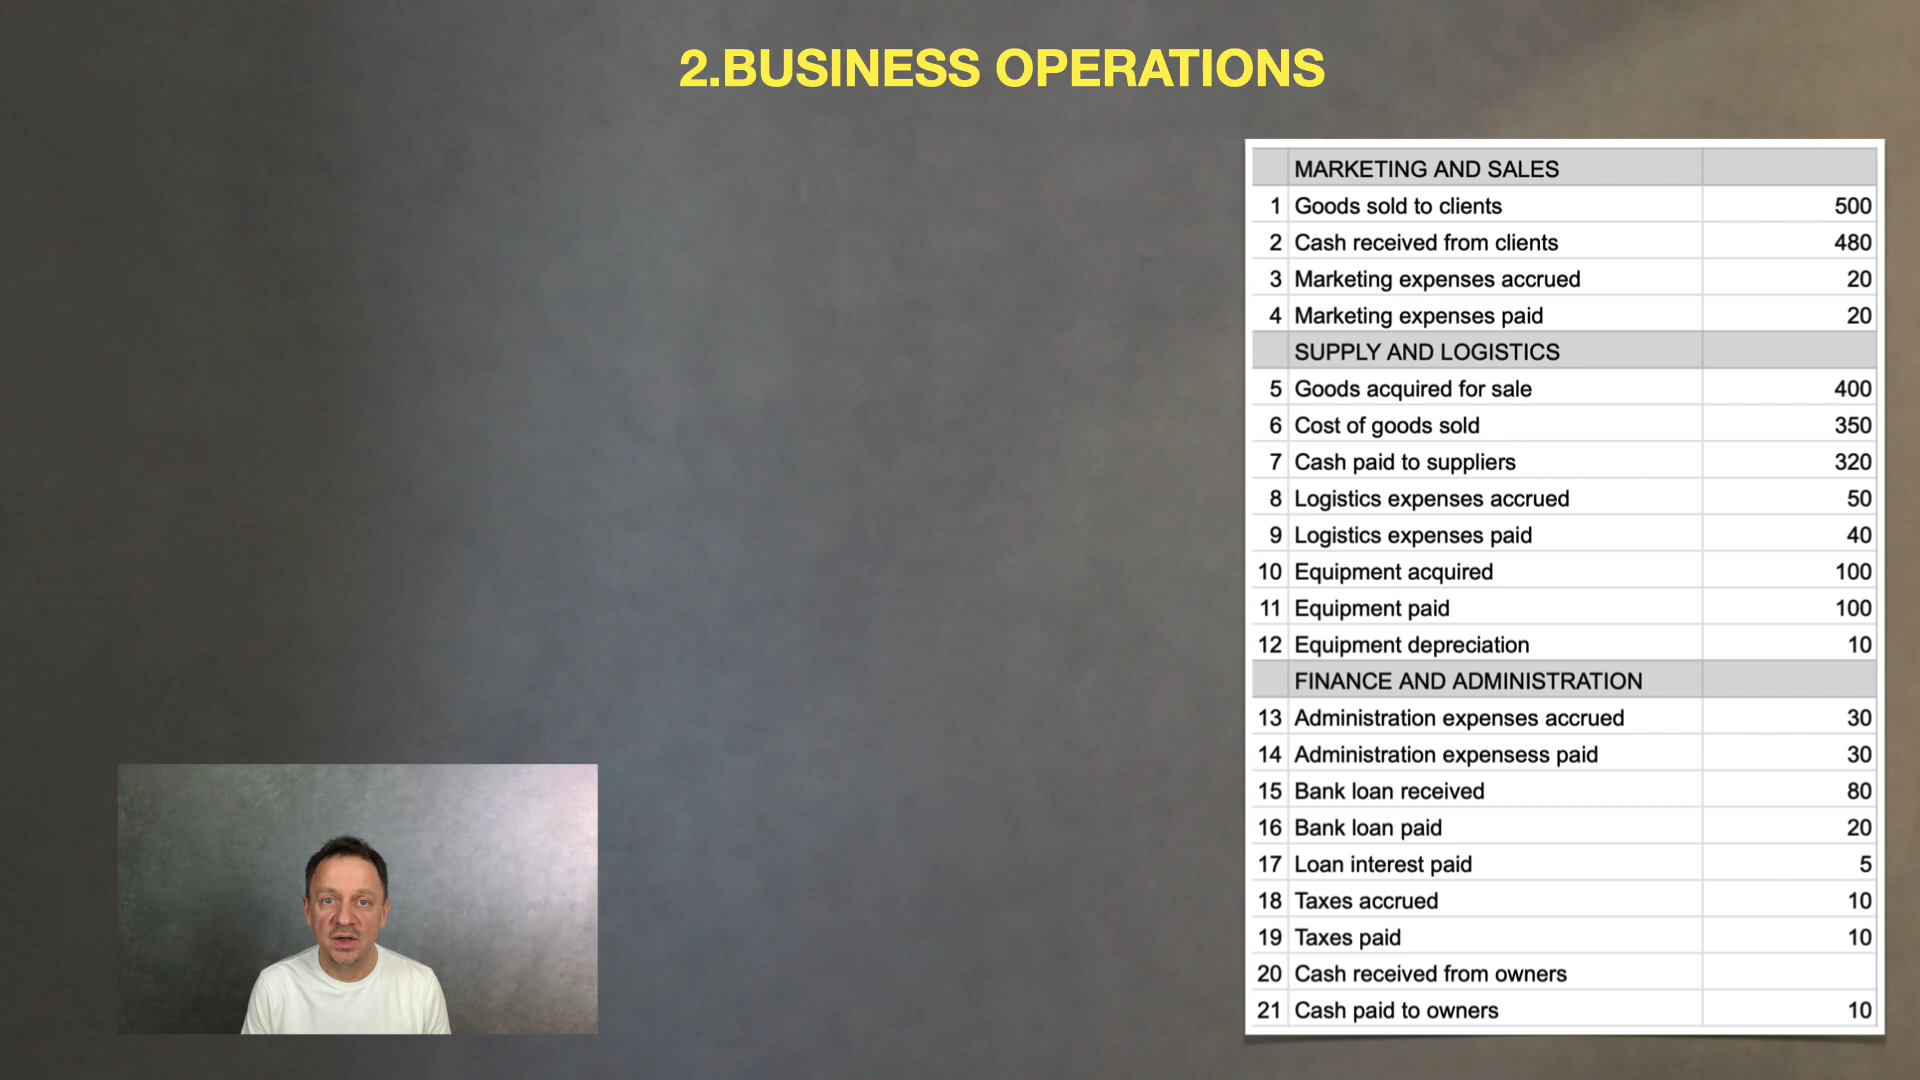 2.BUSINESS OPERATIONS
MARKETING AND SALES
1 Goods sold to clients 500
2 Cash received from clients 480
3 Marketing expenses accrued 20
4 Marketing expenses paid 20
SUPPLY AND LOGISTICS
5 Goods acquired for sale 400
6 Cost of goods sold 350
7 Cash paid to suppliers 320
8 Logistics expenses accrued 50
9 Logistics expenses paid 40
10 Equipment acquired 100
11 Equipment paid 100
12 Equipment depreciation 10
FINANCE AND ADMINISTRATION
13 Administration expenses accrued 30
14 Administration expensess paid 30
15 Bank loan received 80
16 Bank loan paid 20
17 Loan interest paid 5
18 Taxes accrued 10
19 Taxes paid 10
20 Cash received from owners
21 Cash paid to owners 10